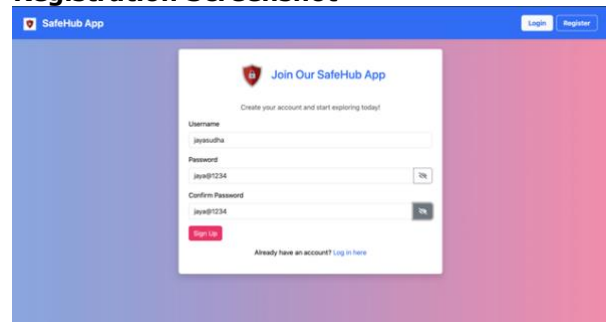 Registration Screenshot
SafeHub App
Login
Register
Join Our SafeHub App
Create your account and start exploring today!
Username
jayasudha
Password
jaya@1234
Confirm Password
jaya@1234
Sign Up
Already have an account? Log in here